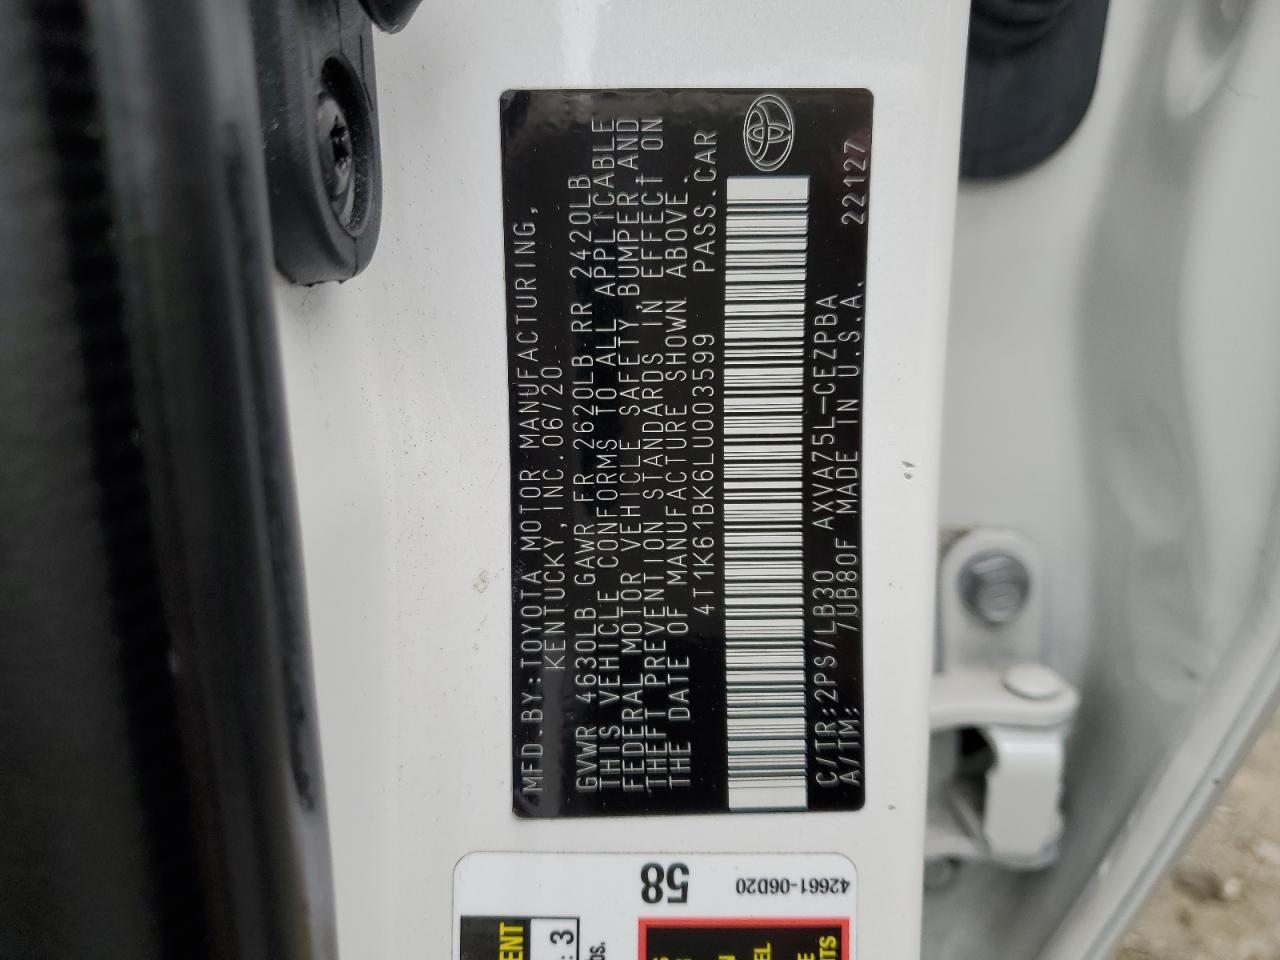 MFD.BY:TOYOTA MOTOR MANUFACTURING,
KENTUCKY,INC.06/20
GVWR 4630LB GAWR FR 2620LB RR 2420LB
THIS VEHICLE CONFORMS TO ALL APPLICABLE
FEDERAL MOTOR VEHICLE SAFETY,BUMPER,AND
THEFT PREVENTION STANDARDS IN EFFECT ON
THE DATE OF MANUFACTURE SHOWN ABOVE.
4T1K61BK6LU003599 PASS.CAR
C/TR:2PS/LB30 AXVA75L-CEZPBA
A/TM: 7UB80F MADE IN U.S.A. 22127
58
42661-06D20
ENT
: 3